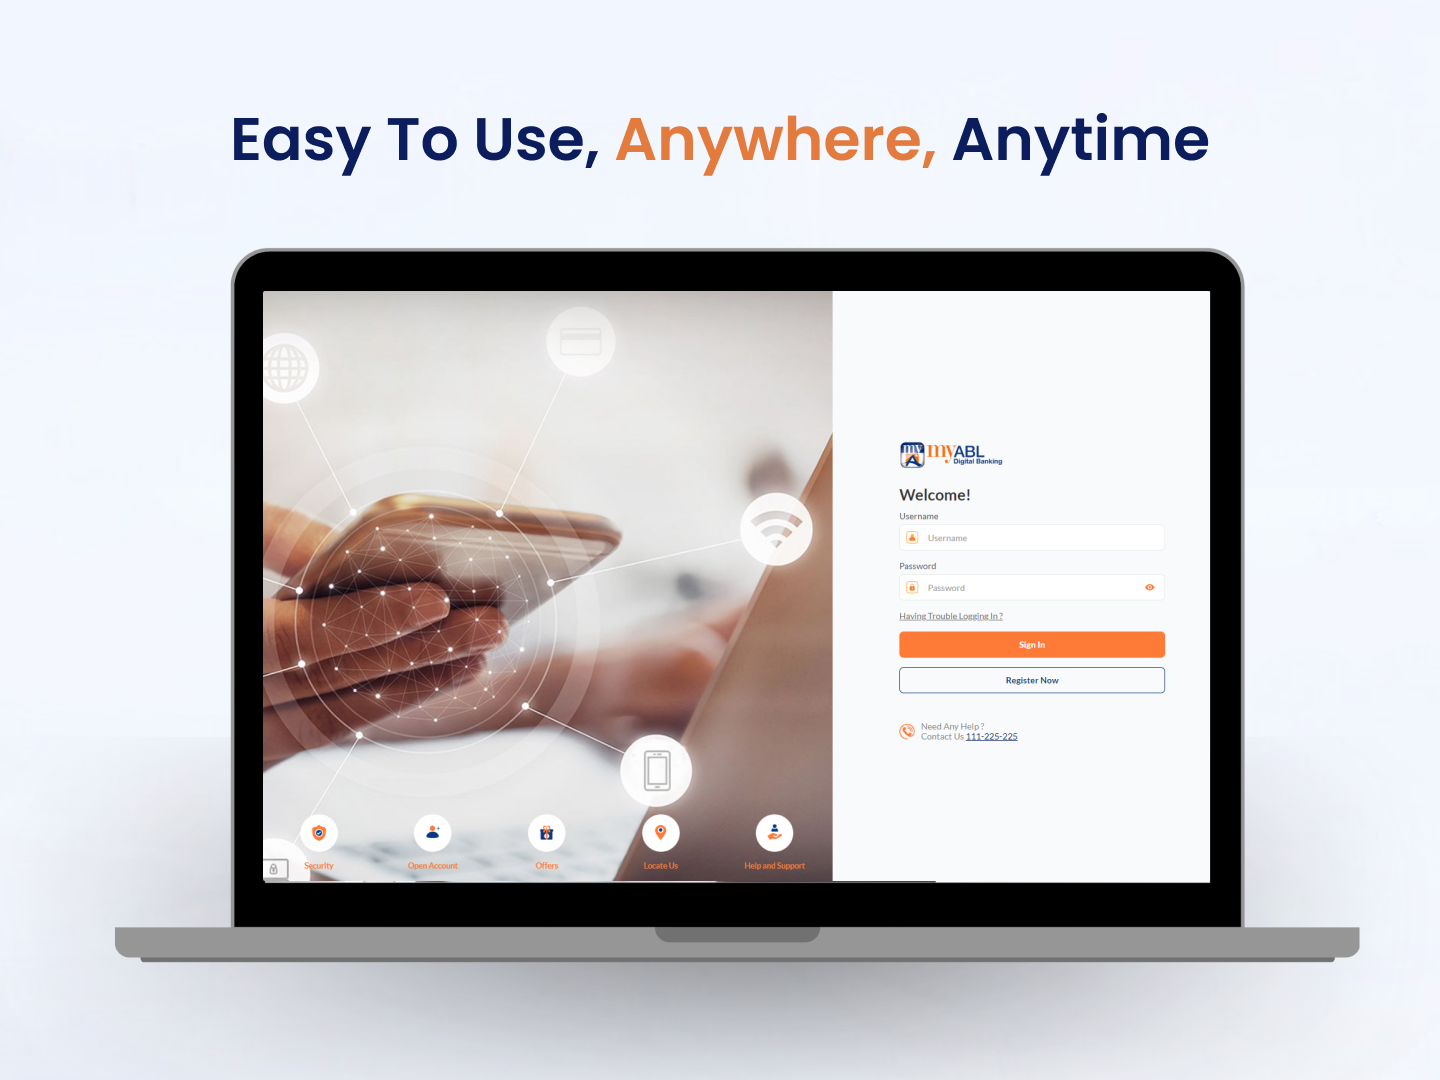 Easy To Use, Anywhere, Anytime
my
myABL
Digital Banking
Welcome!
Username
Username
Password
Password
Having Trouble Logging In ?
Sign In
Register Now
Need Any Help ?
Contact Us 111-225-225
Security
Open Account
Offers
Locate Us
Help and Support